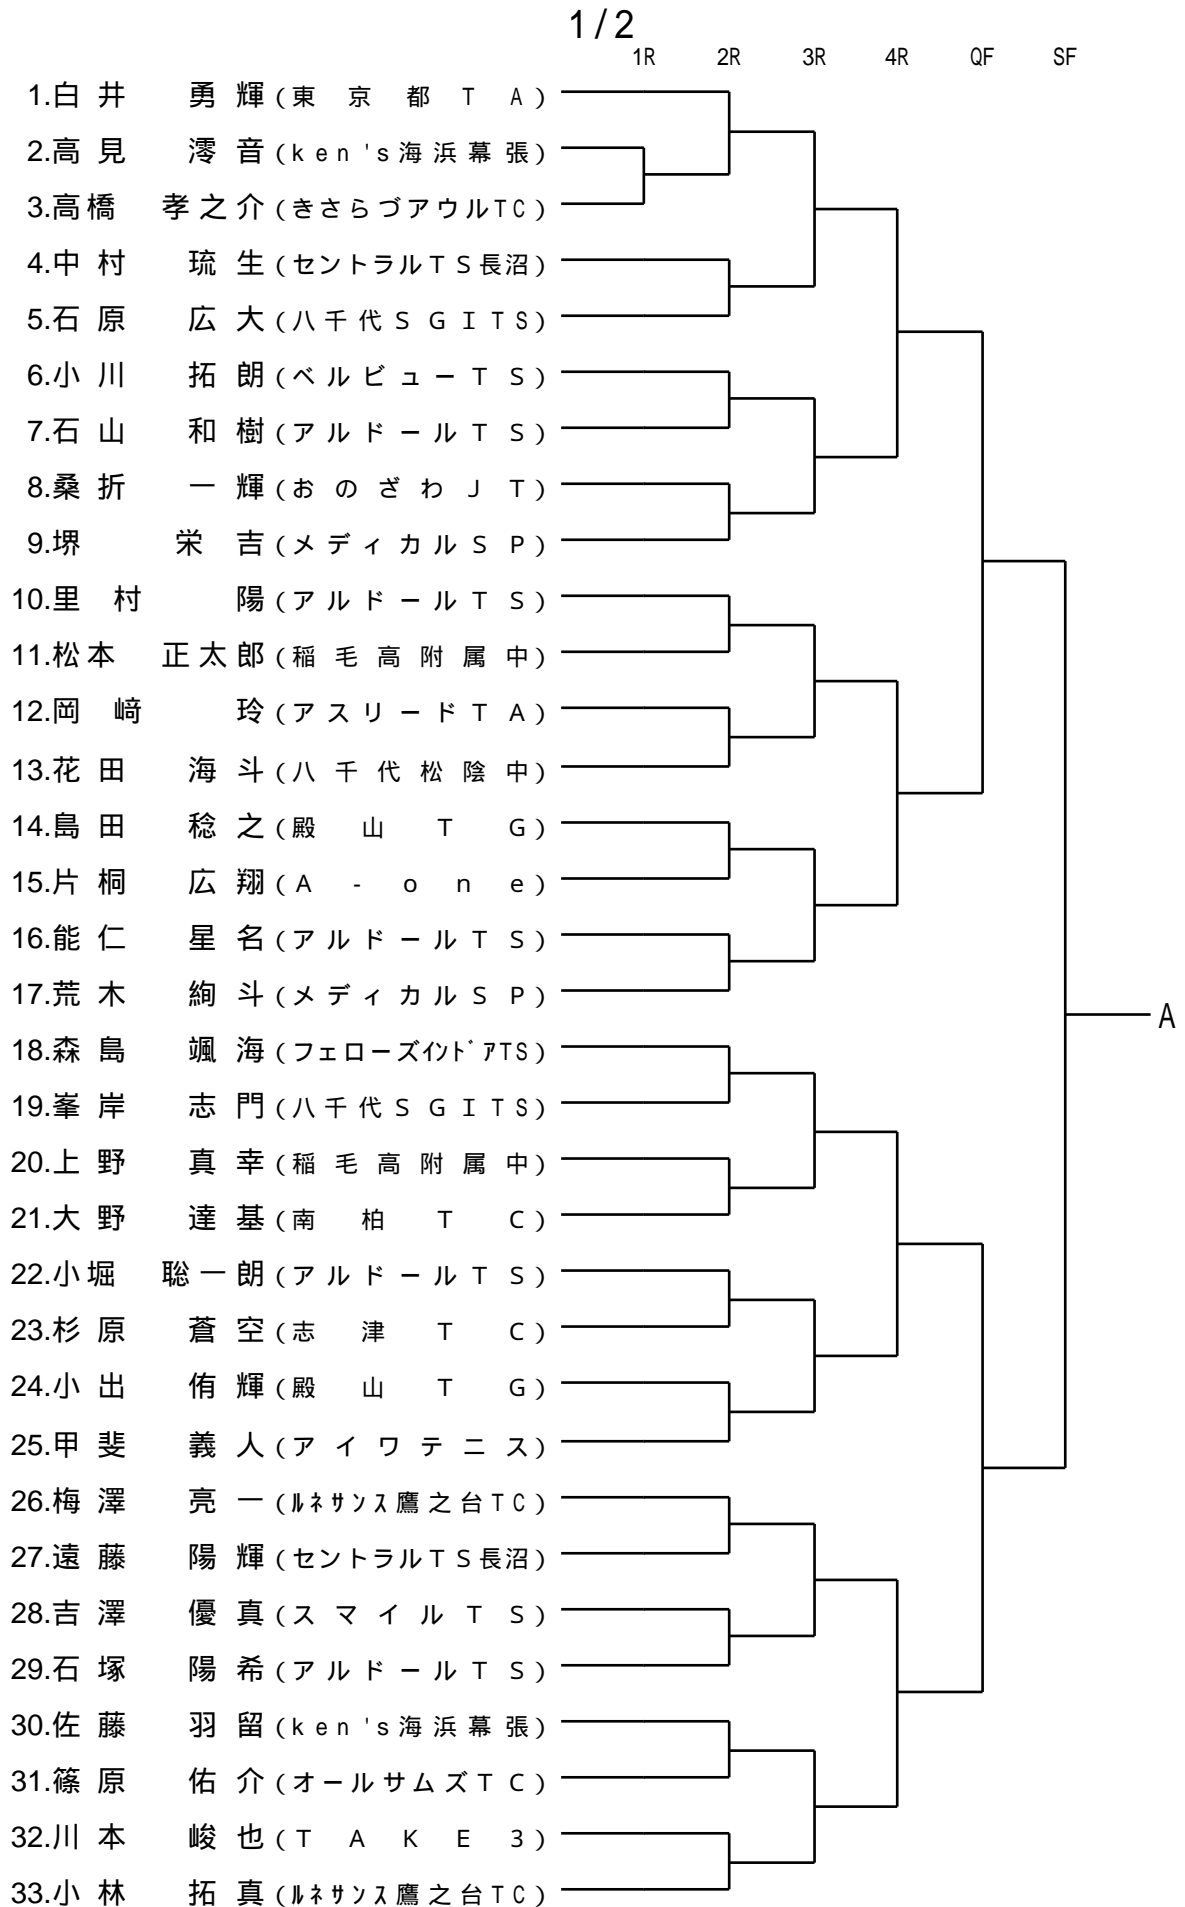 1/2
1R 2R 3R 4R QF SF
1.白井 勇輝(東京都TA)
2.高見 澪音(ken's海浜幕張)
3.高橋 孝之介(きさらづアウルTC)
4.中村 琉生(セントラルTS長沼)
5.石原 広大(八千代SGITS)
6.小川 拓朗(ベルビューTS)
7.石山 和樹(アルドールTS)
8.桑折 一輝(おのざわJT)
9.堺 栄吉(メディカルSP)
10.里村 陽(アルドールTS)
11.松本 正太郎(稲毛高附属中)
12.岡﨑 玲(アスリードTA)
13.花田 海斗(八千代松陰中)
14.島田 稔之(殿山TG)
15.片桐 広翔(A-one)
16.能仁 星名(アルドールTS)
17.荒木 絢斗(メディカルSP)
A
18.森島 颯海(フェローズインドアTS)
19.峯岸 志門(八千代SGITS)
20.上野 真幸(稲毛高附属中)
21.大野 達基(南柏TC)
22.小堀 聡一朗(アルドールTS)
23.杉原 蒼空(志津TC)
24.小出 侑輝(殿山TG)
25.甲斐 義人(アイワテニス)
26.梅澤 亮一(ルネサンス鷹之台TC)
27.遠藤 陽輝(セントラルTS長沼)
28.吉澤 優真(スマイルTS)
29.石塚 陽希(アルドールTS)
30.佐藤 羽留(ken's海浜幕張)
31.篠原 佑介(オールサムズTC)
32.川本 峻也(TAKE3)
33.小林 拓真(ルネサンス鷹之台TC)